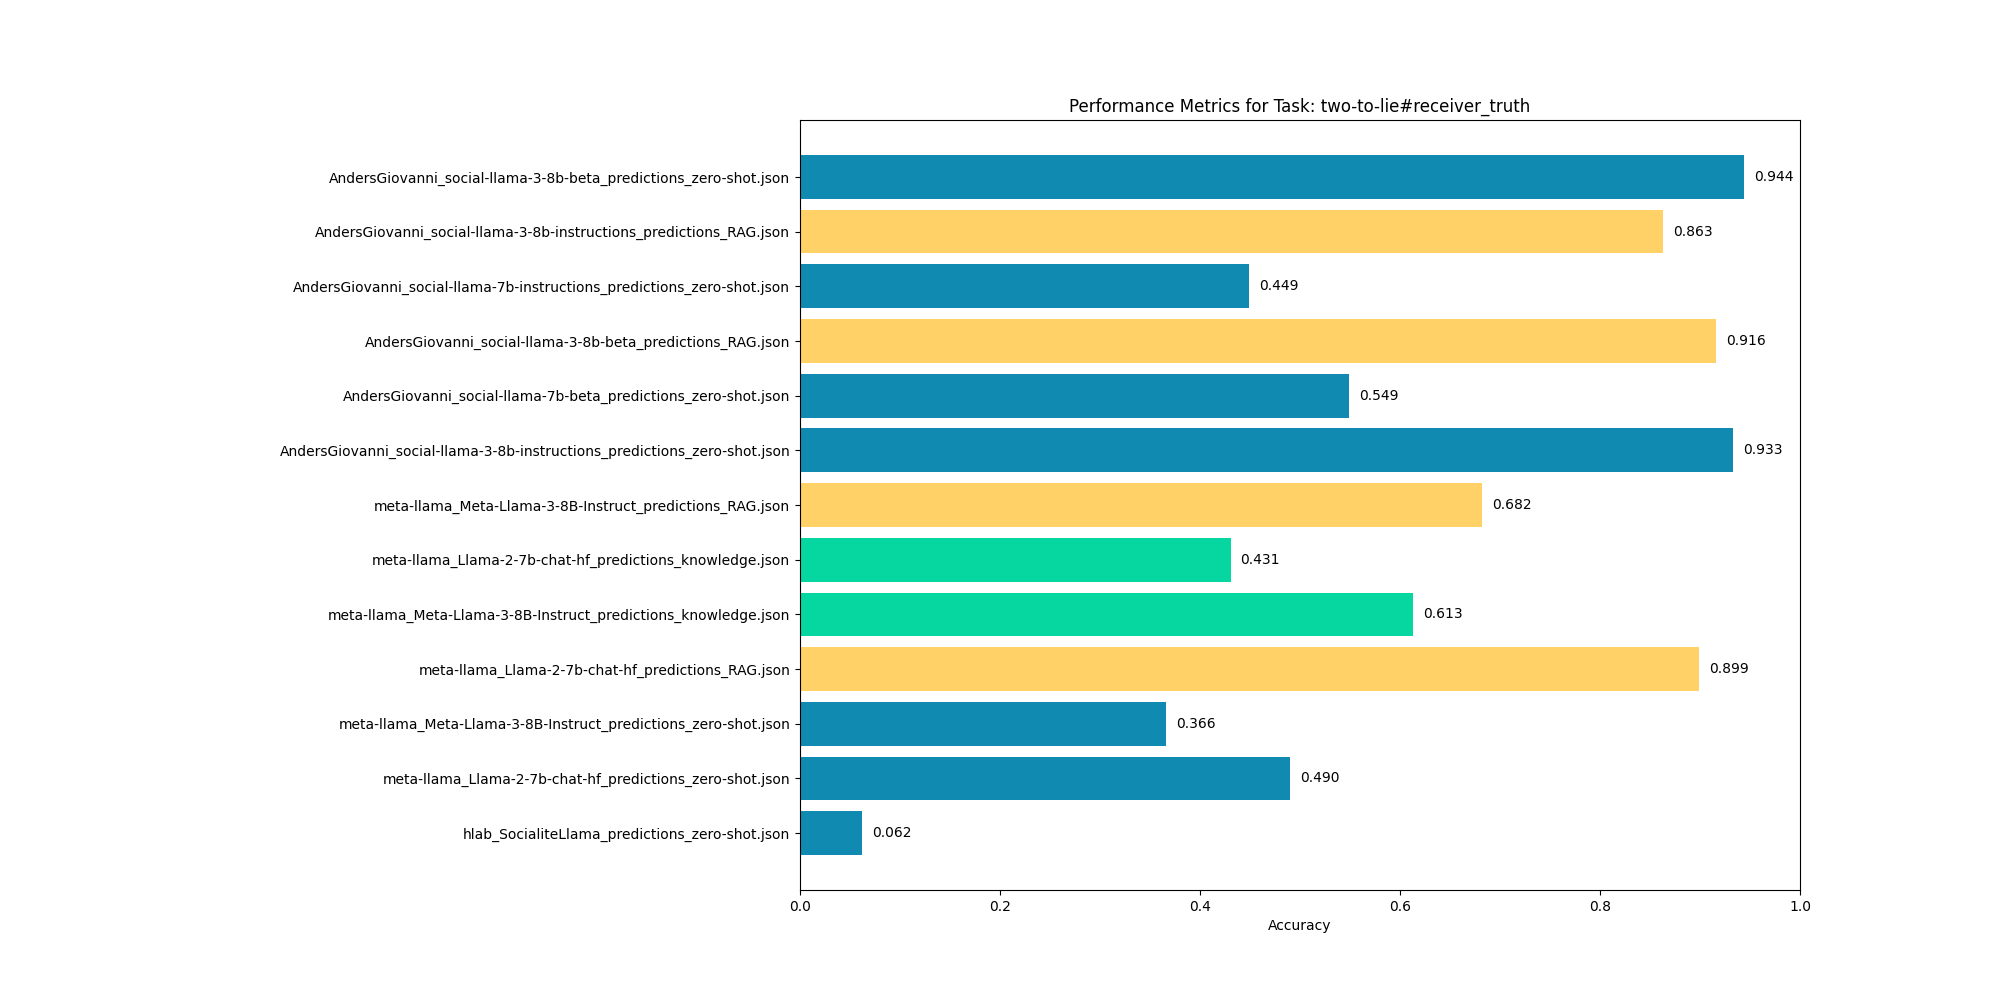 Performance Metrics for Task: two-to-lie#receiver_truth
AndersGiovanni_social-llama-3-8b-beta_predictions_zero-shot.json 0.944
AndersGiovanni_social-llama-3-8b-instructions_predictions_RAG.json 0.863
AndersGiovanni_social-llama-7b-instructions_predictions_zero-shot.json 0.449
AndersGiovanni_social-llama-3-8b-beta_predictions_RAG.json 0.916
AndersGiovanni_social-llama-7b-beta_predictions_zero-shot.json 0.549
AndersGiovanni_social-llama-3-8b-instructions_predictions_zero-shot.json 0.933
meta-llama_Meta-Llama-3-8B-Instruct_predictions_RAG.json 0.682
meta-llama_Llama-2-7b-chat-hf_predictions_knowledge.json 0.431
meta-llama_Meta-Llama-3-8B-Instruct_predictions_knowledge.json 0.613
meta-llama_Llama-2-7b-chat-hf_predictions_RAG.json 0.899
meta-llama_Meta-Llama-3-8B-Instruct_predictions_zero-shot.json 0.366
meta-llama_Llama-2-7b-chat-hf_predictions_zero-shot.json 0.490
hlab_SocialiteLlama_predictions_zero-shot.json 0.062
0.0 0.2 0.4 0.6 0.8 1.0
Accuracy